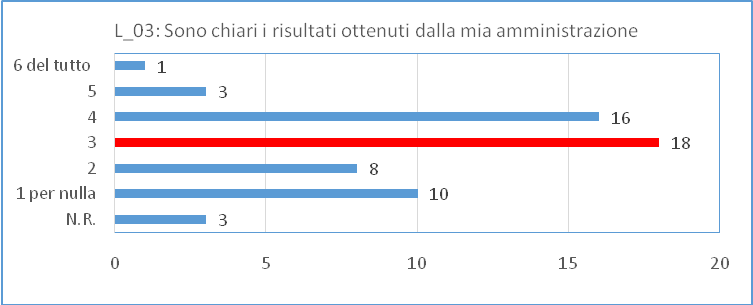 L_03: Sono chiari i risultati ottenuti dalla mia amministrazione
6 del tutto 1
5 3
4 16
3 18
2 8
1 per nulla 10
N.R. 3
0 5 10 15 20